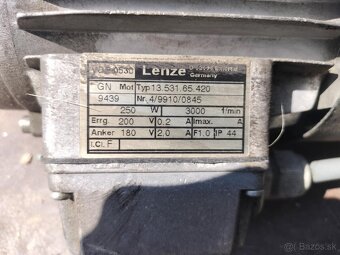 Lenze
Germany
GN Mot Typ 13.531.65.420
9439 Nr. 4/9910/0845
250 W 3000 1/min
Errg. 200 V 0.2 A max. A
Anker 180 V 2.0 A F1.0 IP 44
I.Cl. F
Bazos.sk